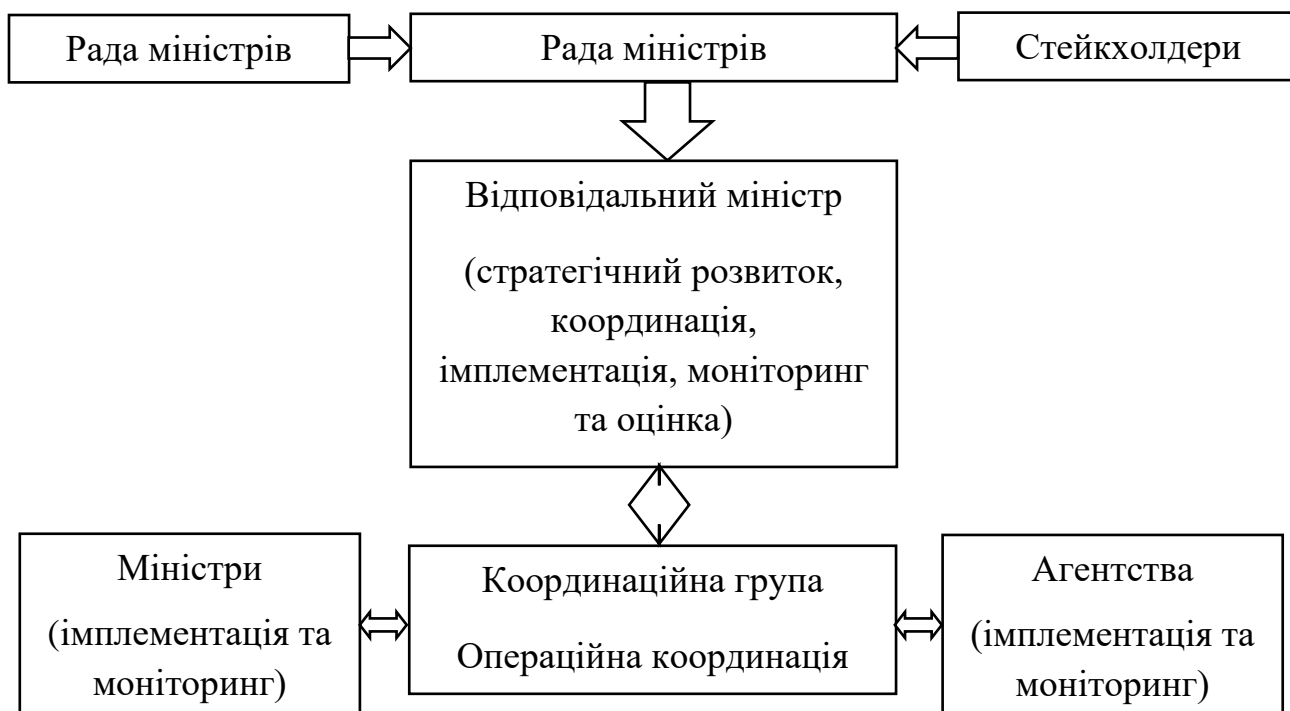 Рада міністрів
Рада міністрів
Стейкхолдери
Відповідальний міністр
(стратегічний розвиток,
координація,
імплементація, моніторинг
та оцінка)
Міністри
(імплементація та
моніторинг)
Координаційна група
Операційна координація
Агентства
(імплементація та
моніторинг)